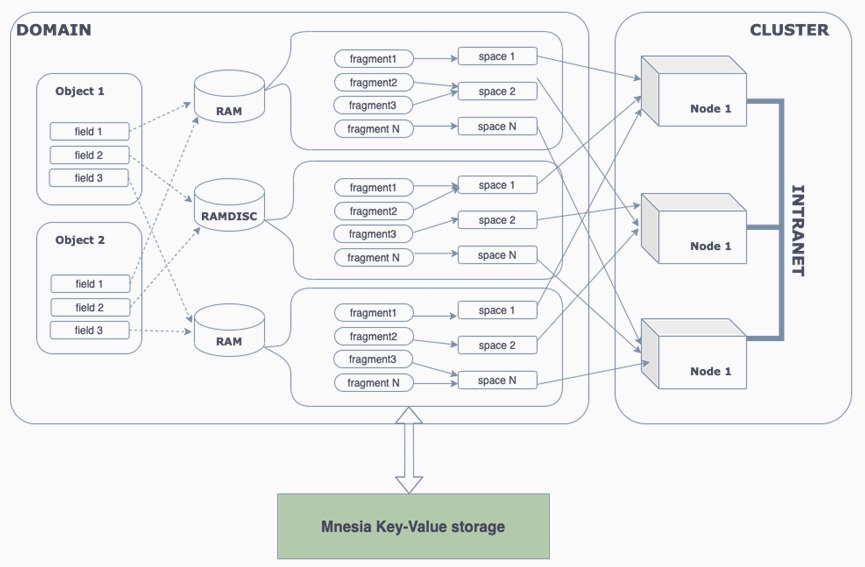 DOMAIN
Object 1
field 1
field 2
field 3
Object 2
field 1
field 2
field 3
RAM
RAMDISC
RAM
fragment1
fragment2
fragment3
fragment N
space 1
space 2
space N
fragment1
fragment2
fragment3
fragment N
space 1
space 2
space N
fragment1
fragment2
fragment3
fragment N
space 1
space 2
space N
CLUSTER
Node 1
Node 1
Node 1
INTRANET
Mnesia Key-Value storage